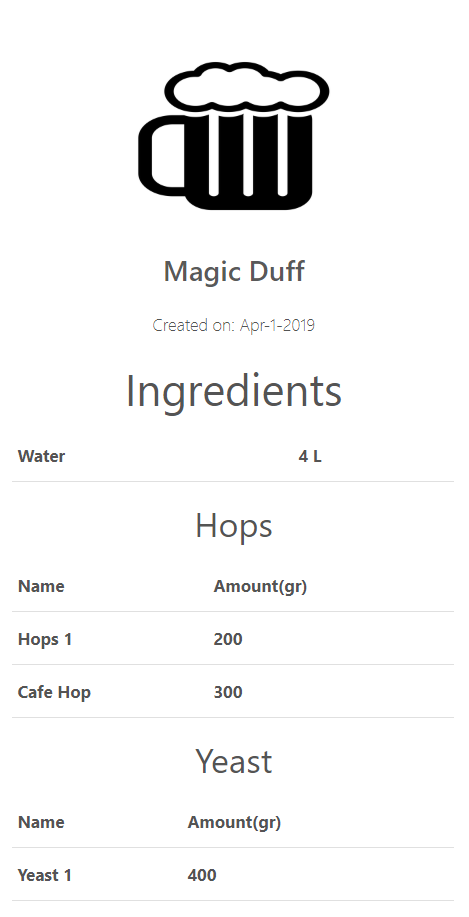 Magic Duff
Created on: Apr-1-2019
Ingredients
Water 4 L
Hops
Name Amount(gr)
Hops 1 200
Cafe Hop 300
Yeast
Name Amount(gr)
Yeast 1 400